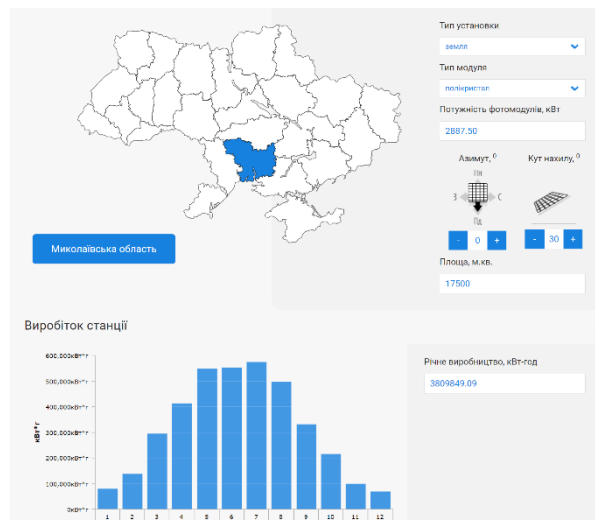 Тип установки
земля
Тип модуля
полікристал
Потужність фотомодулів, кВт
2887.50
Азимут, 0 Кут нахилу, 0
Пн
З С
Пд
- 0 + - 30 +
Миколаївська область
Площа, м.кв.
17500
Виробіток станції
600,000кВт*г
500,000кВт*г
400,000кВт*г
300,000кВт*г
200,000кВт*г
100,000кВт*г
0кВт*г
кВт*г
1 2 3 4 5 6 7 8 9 10 11 12
Річне виробництво, кВт-год
3809849.09